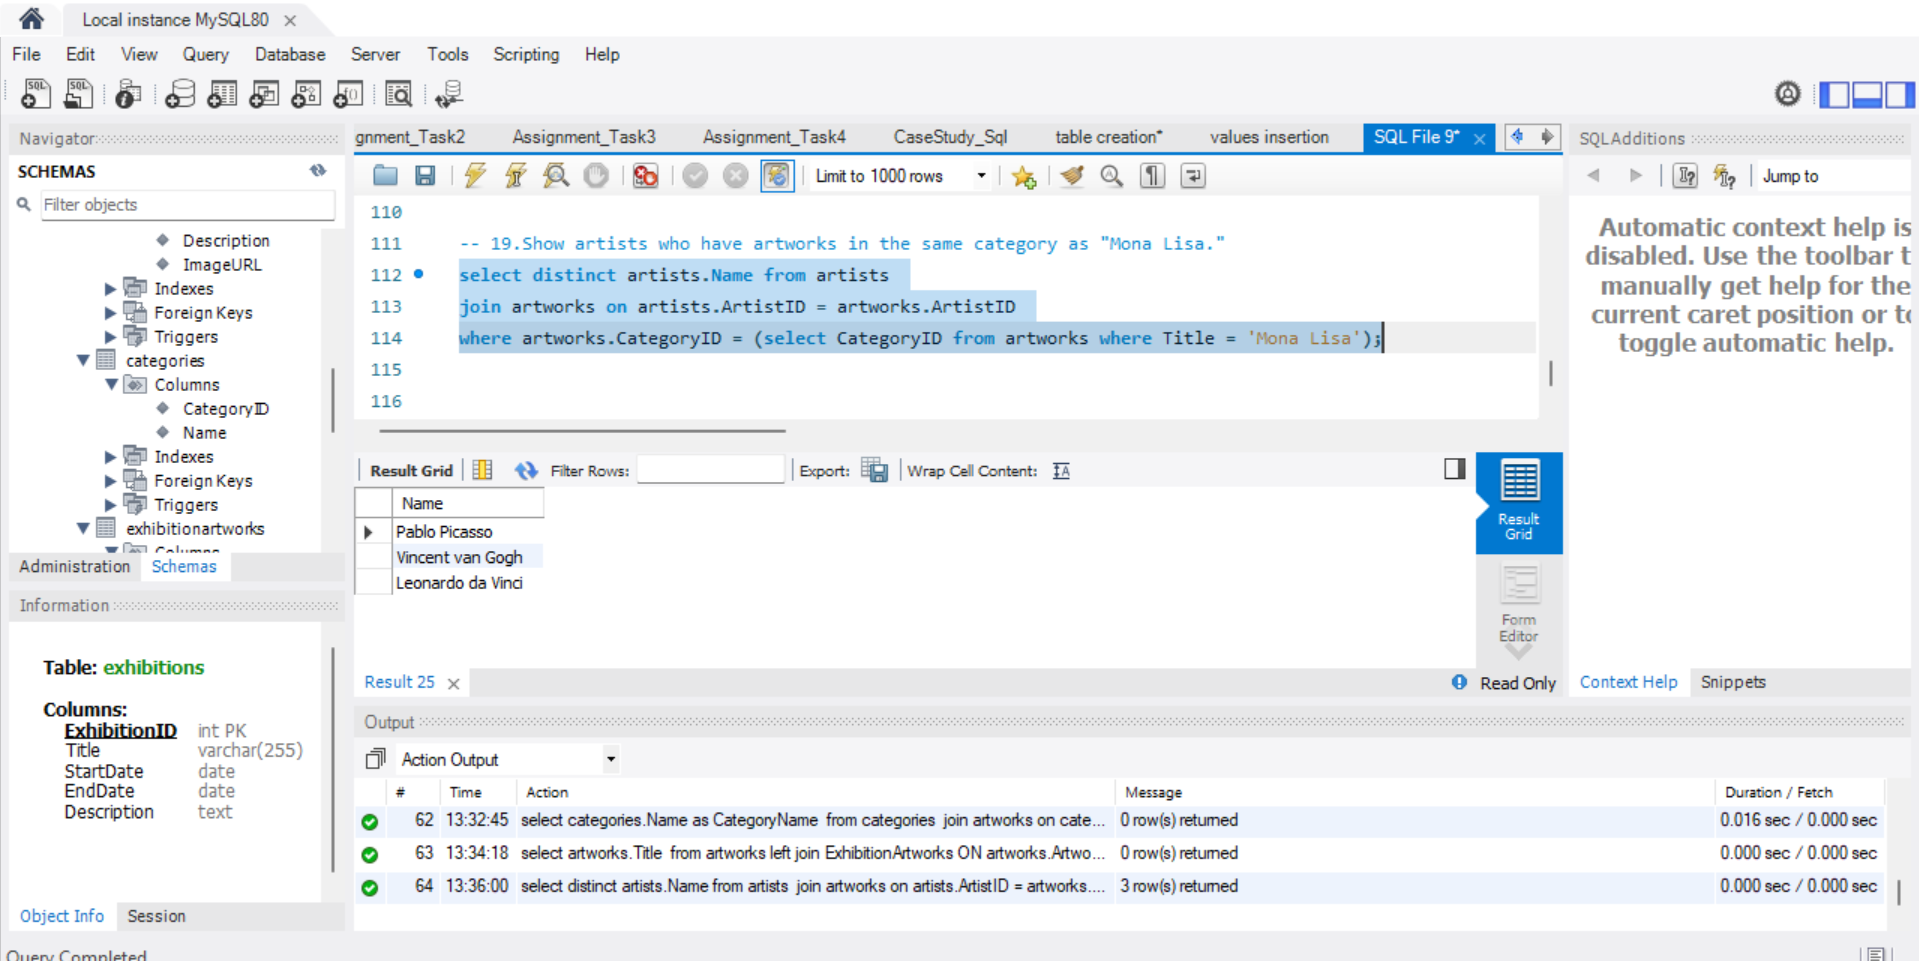 Local instance MySQL80 ×
File Edit View Query Database Server Tools Scripting Help
Navigator
SCHEMAS
Filter objects
Description
ImageURL
Indexes
Foreign Keys
Triggers
categories
Columns
CategoryID
Name
Indexes
Foreign Keys
Triggers
exhibitionartworks
Columns
Administration Schemas
Information
Table: exhibitions
Columns:
ExhibitionID int PK
Title varchar(255)
StartDate date
EndDate date
Description text
Object Info Session
Query Completed
gnment_Task2 Assignment_Task3 Assignment_Task4 CaseStudy_Sql table creation* values insertion SQL File 9* ×
Limit to 1000 rows
110
111 -- 19.Show artists who have artworks in the same category as "Mona Lisa."
112 select distinct artists.Name from artists
113 join artworks on artists.ArtistID = artworks.ArtistID
114 where artworks.CategoryID = (select CategoryID from artworks where Title = 'Mona Lisa');
115
116
Result Grid Filter Rows: Export: Wrap Cell Content:
Name
Pablo Picasso
Vincent van Gogh
Leonardo da Vinci
Result
Grid
Form
Editor
Result 25 × Read Only
Output
Action Output
# Time Action Message Duration / Fetch
62 13:32:45 select categories.Name as CategoryName from categories join artworks on cate... 0 row(s) returned 0.016 sec / 0.000 sec
63 13:34:18 select artworks.Title from artworks left join ExhibitionArtworks ON artworks.Artwo... 0 row(s) returned 0.000 sec / 0.000 sec
64 13:36:00 select distinct artists.Name from artists join artworks on artists.ArtistID = artworks.... 3 row(s) returned 0.000 sec / 0.000 sec
SQLAdditions
Jump to
Automatic context help is
disabled. Use the toolbar t
manually get help for the
current caret position or to
toggle automatic help.
Context Help Snippets